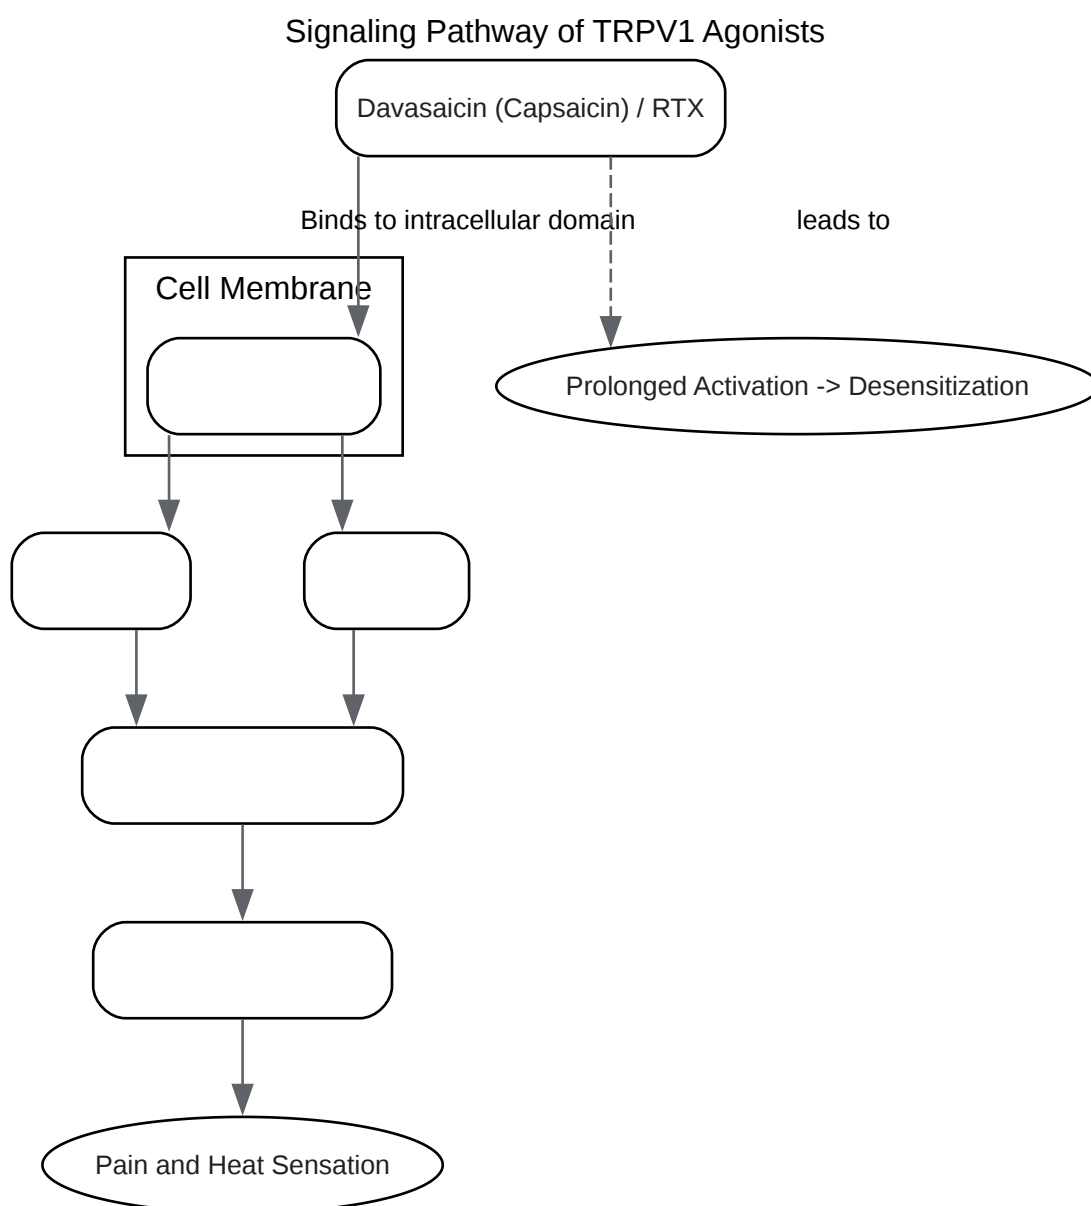 Signaling Pathway of TRPV1 Agonists
Davasaicin (Capsaicin) / RTX
Binds to intracellular domain
leads to
Cell Membrane
Prolonged Activation -> Desensitization
Pain and Heat Sensation